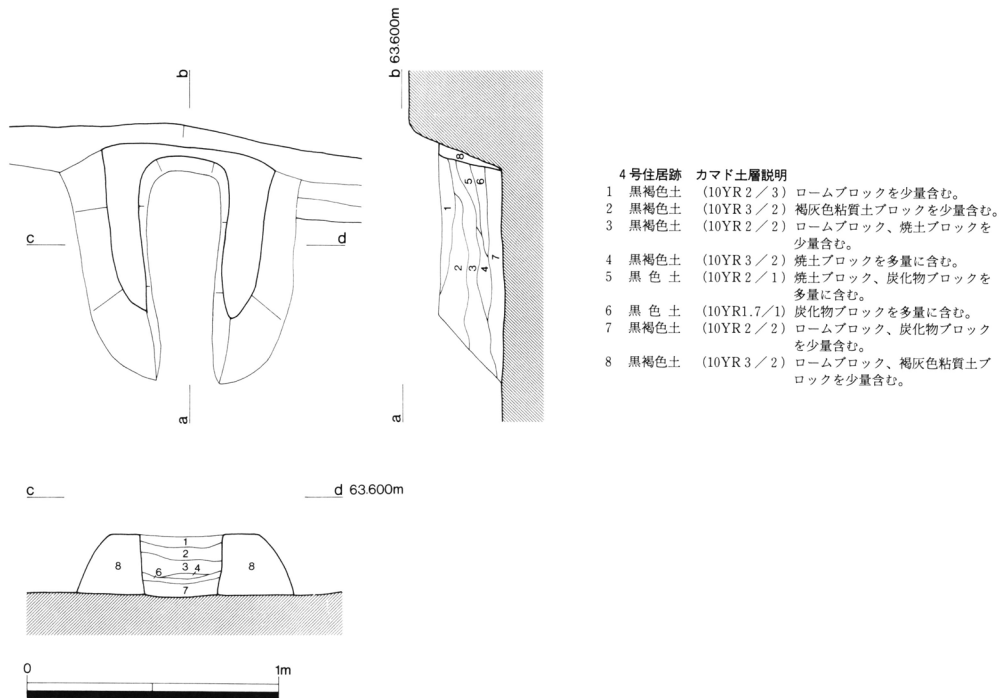 b
b 63.600m
c
d
a
a
8
5
6
1
2
3
4
7
4号住居跡 カマド土層説明
1 黒褐色土 (10YR2/3) ロームブロックを少量含む。
2 黒褐色土 (10YR3/2) 褐灰色粘質土ブロックを少量含む。
3 黒褐色土 (10YR2/2) ロームブロック、焼土ブロックを
少量含む。
4 黒褐色土 (10YR3/2) 焼土ブロックを多量に含む。
5 黒色土 (10YR2/1) 焼土ブロック、炭化物ブロックを
多量に含む。
6 黒色土 (10YR1.7/1) 炭化物ブロックを多量に含む。
7 黒褐色土 (10YR2/2) ロームブロック、炭化物ブロック
を少量含む。
8 黒褐色土 (10YR3/2) ロームブロック、褐灰色粘質土ブ
ロックを少量含む。
c
d 63.600m
1
2
3
4
6
7
8
8
0
1m